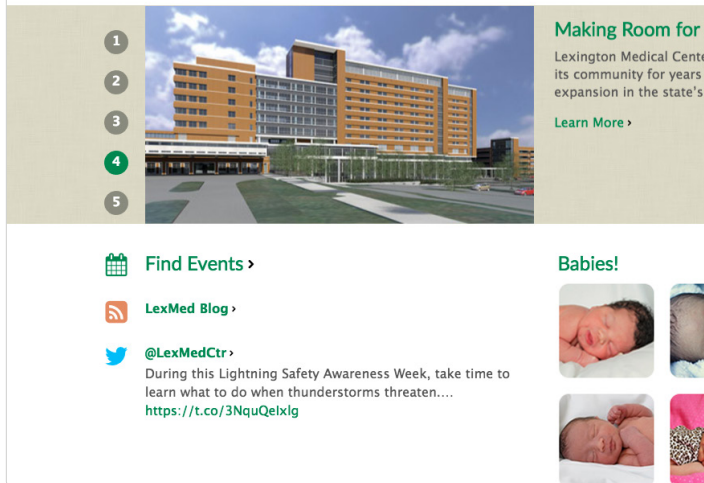 1
2
3
4
5
Making Room for
Lexington Medical Cente
its community for years
expansion in the state's
Learn More ›
Find Events ›
LexMed Blog ›
@LexMedCtr ›
During this Lightning Safety Awareness Week, take time to
learn what to do when thunderstorms threaten....
https://t.co/3NquQelxlg
Babies!